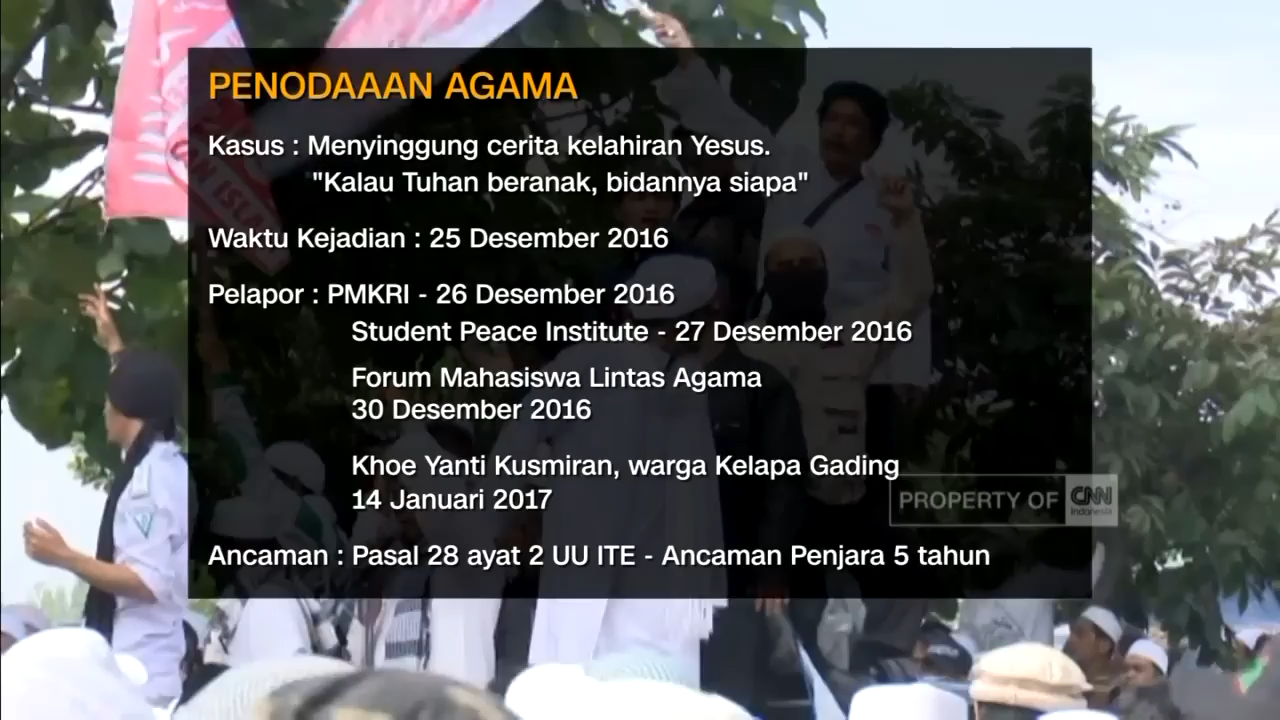 PENODAAAN AGAMA
Kasus : Menyinggung cerita kelahiran Yesus.
"Kalau Tuhan beranak, bidannya siapa"
Waktu Kejadian : 25 Desember 2016
Pelapor : PMKRI - 26 Desember 2016
Student Peace Institute - 27 Desember 2016
Forum Mahasiswa Lintas Agama
30 Desember 2016
Khoe Yanti Kusmiran, warga Kelapa Gading
14 Januari 2017
PROPERTY OF CNN Indonesia
Ancaman : Pasal 28 ayat 2 UU ITE - Ancaman Penjara 5 tahun